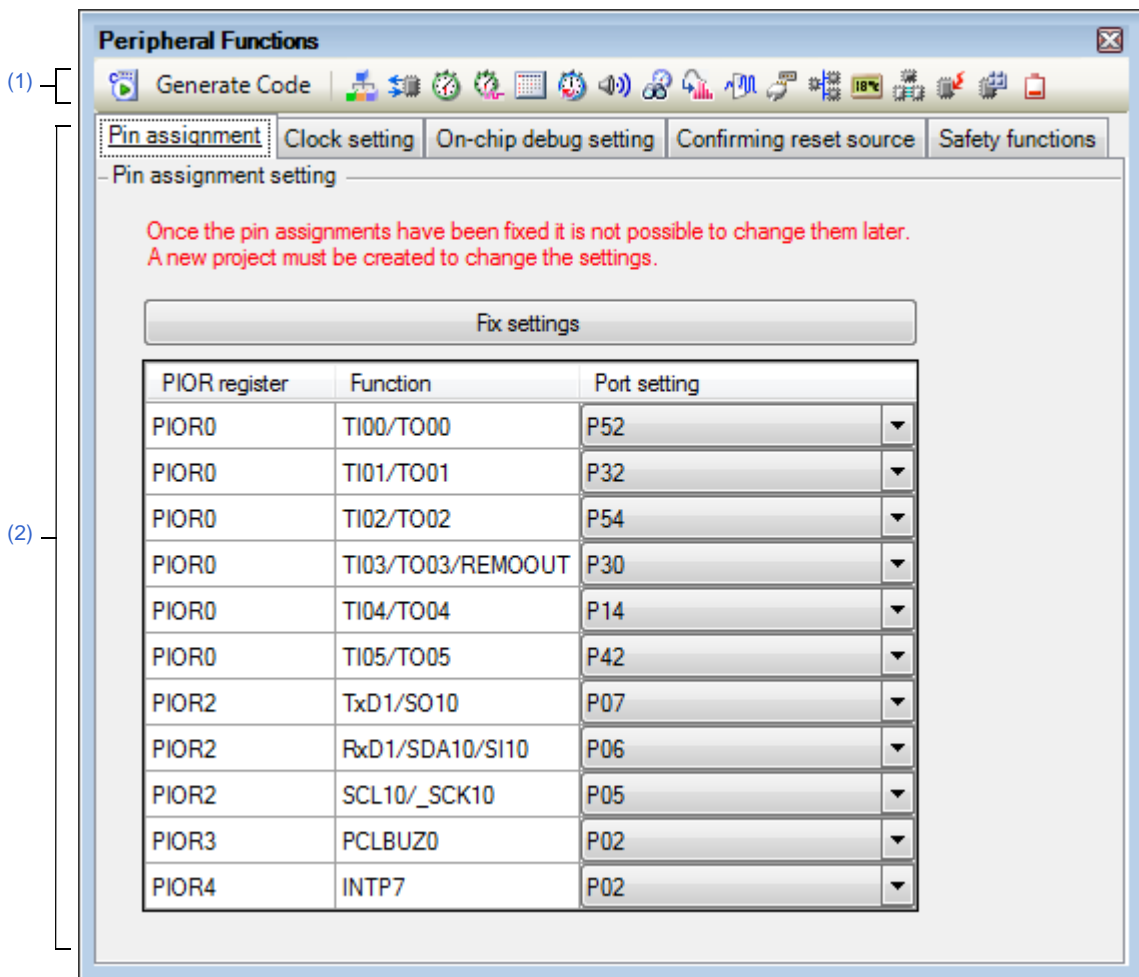 Peripheral Functions
(1)
Generate Code
18°c
Pin assignment Clock setting On-chip debug setting Confirming reset source Safety functions
Pin assignment setting
Once the pin assignments have been fixed it is not possible to change them later.
A new project must be created to change the settings.
Fix settings
PIOR register Function Port setting
PIOR0 TI00/TO00 P52
PIOR0 TI01/TO01 P32
PIOR0 TI02/TO02 P54
(2)
PIOR0 TI03/TO03/REMOOUT P30
PIOR0 TI04/TO04 P14
PIOR0 TI05/TO05 P42
PIOR2 TxD1/SO10 P07
PIOR2 RxD1/SDA10/SI10 P06
PIOR2 SCL10/_SCK10 P05
PIOR3 PCLBUZ0 P02
PIOR4 INTP7 P02